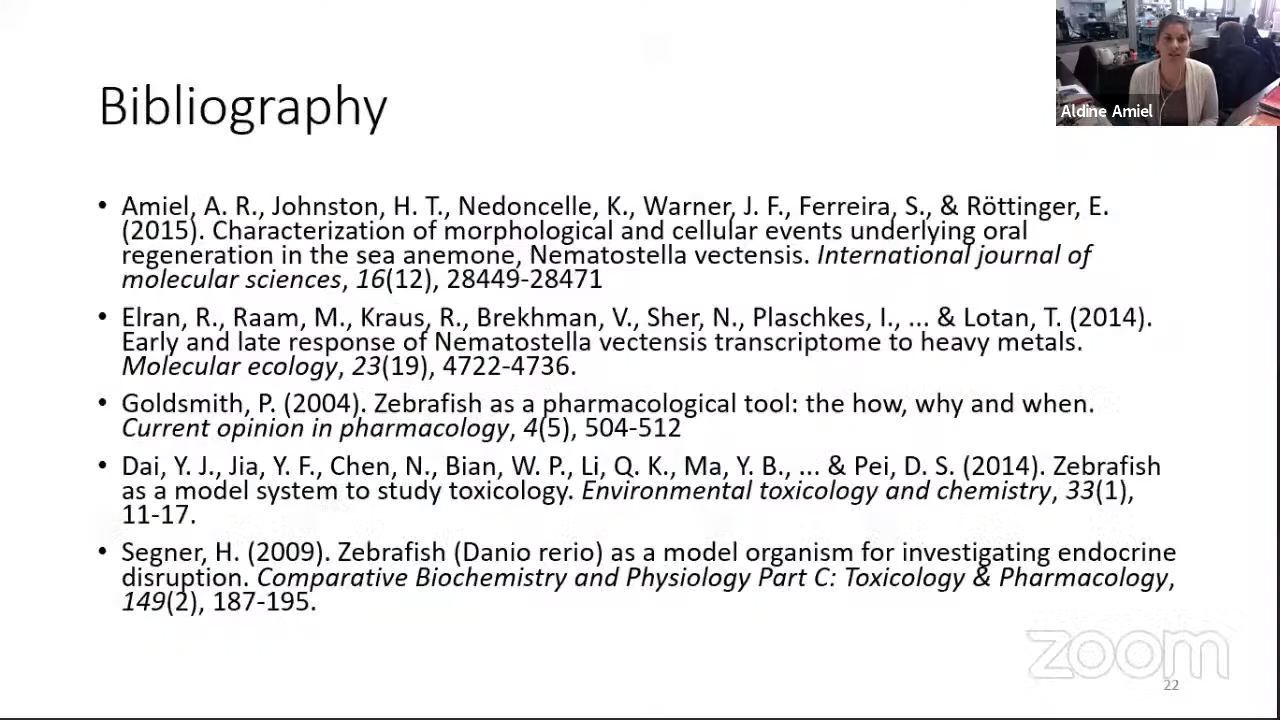 Bibliography
Aldine Amiel
• Amiel, A. R., Johnston, H. T., Nedoncelle, K., Warner, J. F., Ferreira, S., & Röttinger, E.
(2015). Characterization of morphological and cellular events underlying oral
regeneration in the sea anemone, Nematostella vectensis. International journal of
molecular sciences, 16(12), 28449-28471
• Elran, R., Raam, M., Kraus, R., Brekhman, V., Sher, N., Plaschkes, I., ... & Lotan, T. (2014).
Early and late response of Nematostella vectensis transcriptome to heavy metals.
Molecular ecology, 23(19), 4722-4736.
• Goldsmith, P. (2004). Zebrafish as a pharmacological tool: the how, why and when.
Current opinion in pharmacology, 4(5), 504-512
• Dai, Y. J., Jia, Y. F., Chen, N., Bian, W. P., Li, Q. K., Ma, Y. B., ... & Pei, D. S. (2014). Zebrafish
as a model system to study toxicology. Environmental toxicology and chemistry, 33(1),
11-17.
• Segner, H. (2009). Zebrafish (Danio rerio) as a model organism for investigating endocrine
disruption. Comparative Biochemistry and Physiology Part C: Toxicology & Pharmacology,
149(2), 187-195.
zoom
22